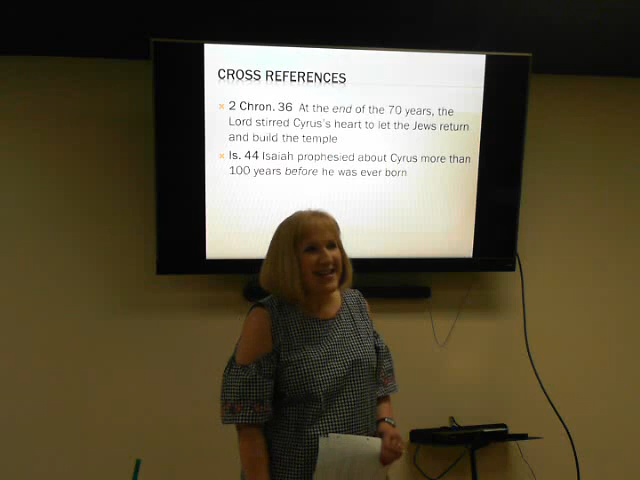 CROSS REFERENCES
2 Chron. 36 At the end of the 70 years, the
Lord stirred Cyrus's heart to let the Jews return
and build the temple
Is. 44 Isaiah prophesied about Cyrus more than
100 years before he was ever born